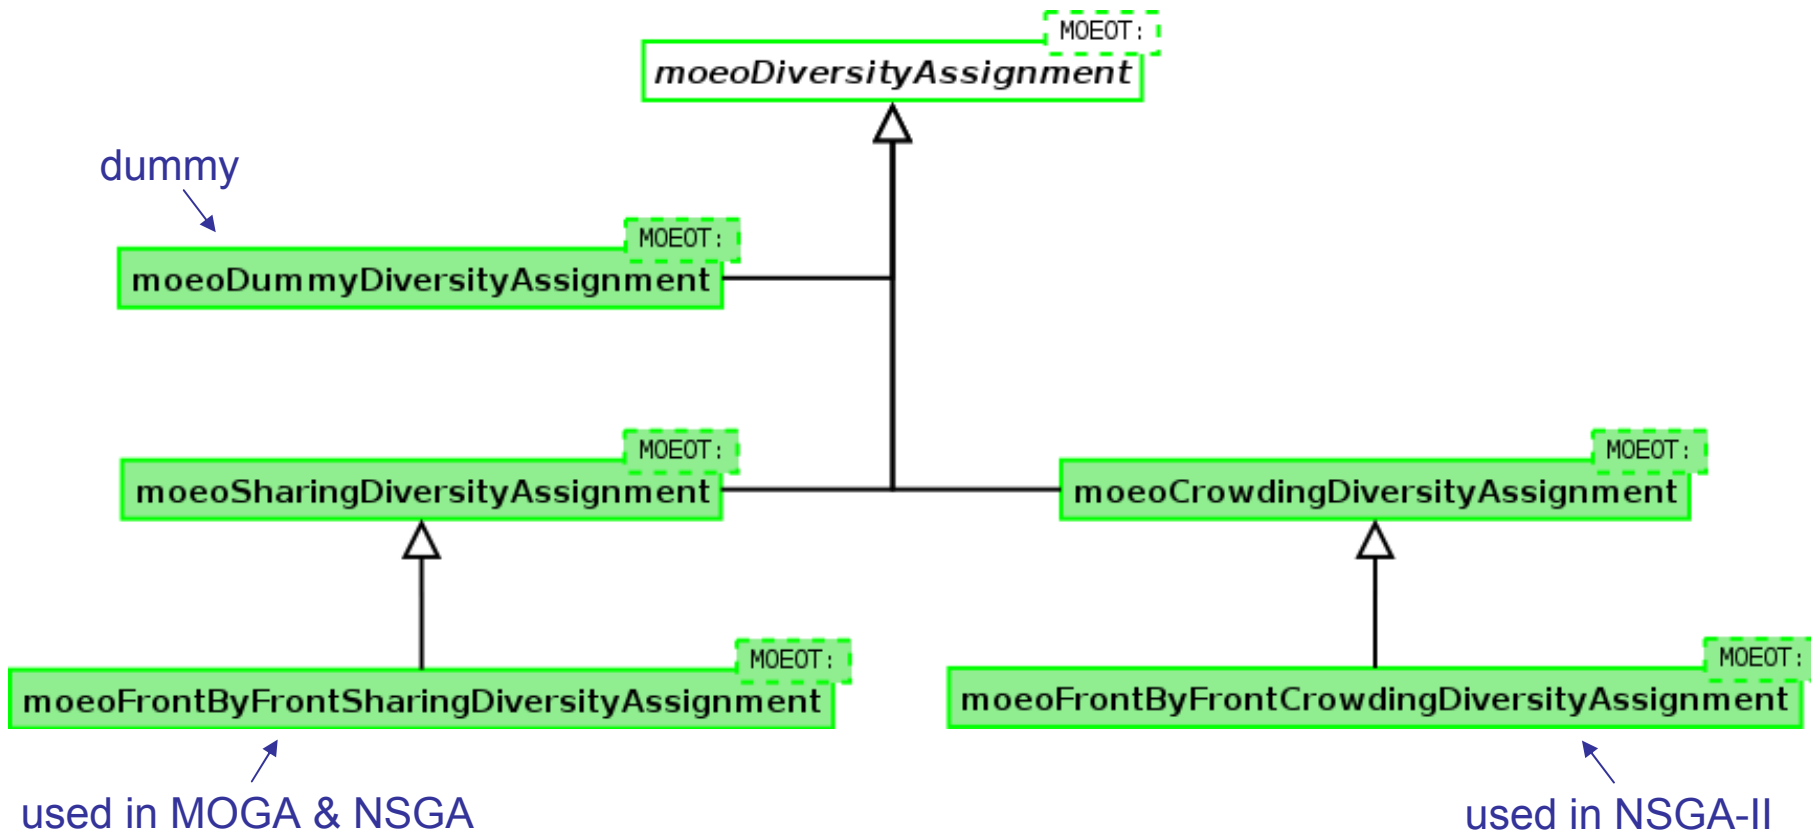 MOEOT:
moeoDiversityAssignment
dummy
MOEOT:
moeoDummyDiversityAssignment
MOEOT:
moeoSharingDiversityAssignment
MOEOT:
moeoCrowdingDiversityAssignment
MOEOT:
moeoFrontByFrontSharingDiversityAssignment
MOEOT:
moeoFrontByFrontCrowdingDiversityAssignment
used in MOGA & NSGA
used in NSGA-II